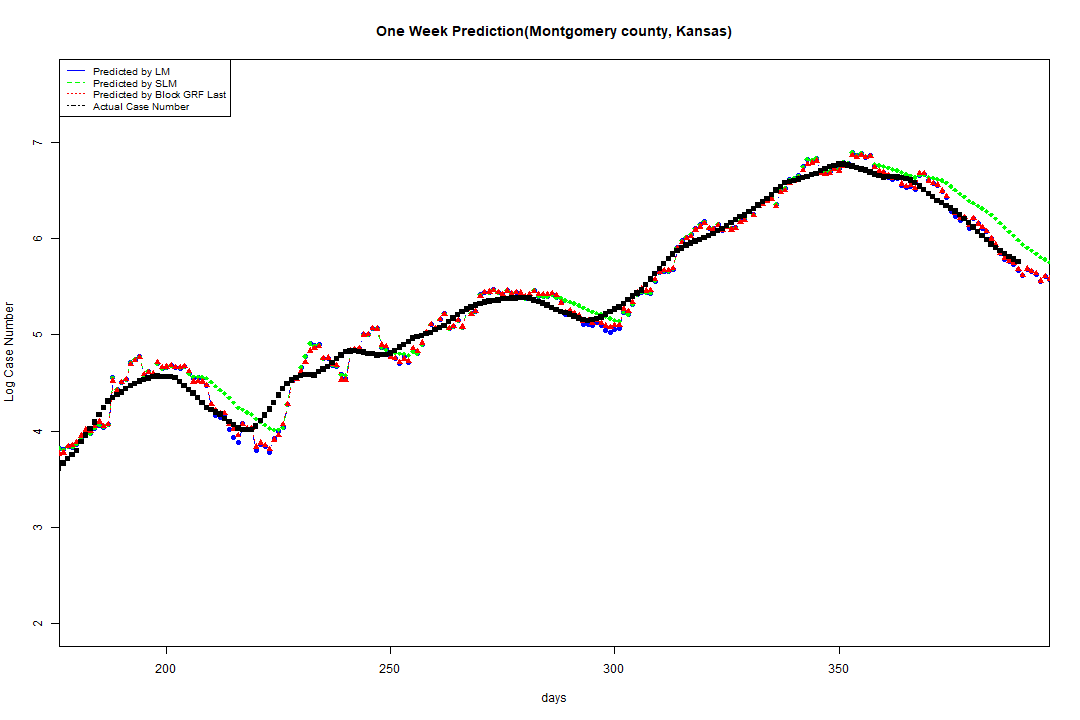 One Week Prediction(Montgomery county, Kansas)
Predicted by LM
Predicted by SLM
Predicted by Block GRF Last
Actual Case Number
7
6
5
4
3
2
Log Case Number
200 250 300 350
days